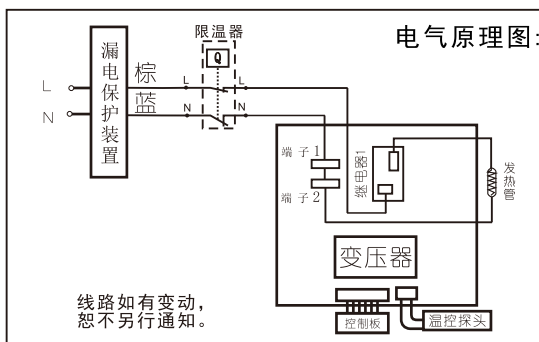 电气原理图:
限温器
Q
漏电保护装置
L
N
棕
蓝
L
L
N
N
端子1
端子2
继电器1
发热管
变压器
控制板
温控探头
线路如有变动，
恕不另行通知。